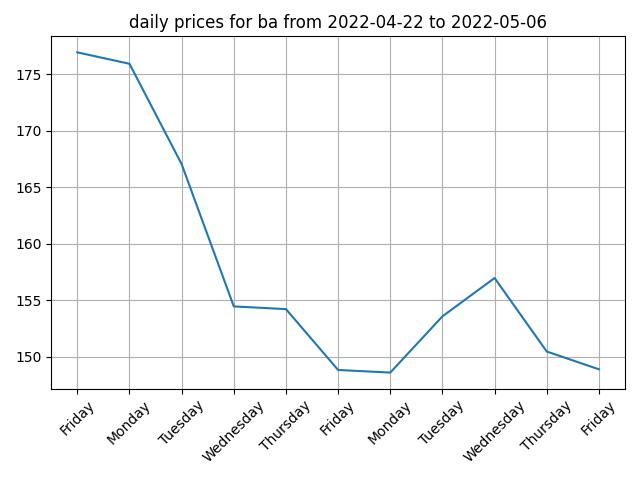 daily prices for ba from 2022-04-22 to 2022-05-06
175
170
165
160
155
150
Friday
Monday
Tuesday
Wednesday
Thursday
Friday
Monday
Tuesday
Wednesday
Thursday
Friday